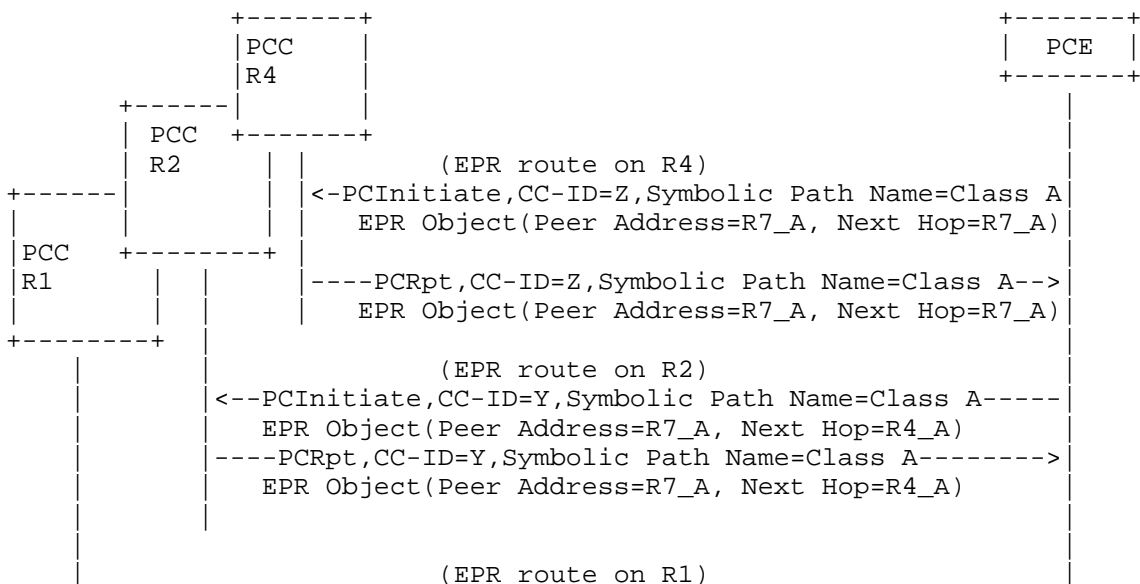 PCC
PCE
R4
PCC
R2
(EPR route on R4)
<-PCInitiate,CC-ID=Z,Symbolic Path Name=Class A
EPR Object(Peer Address=R7_A, Next Hop=R7_A)
PCC
R1
----PCRpt,CC-ID=Z,Symbolic Path Name=Class A-->
EPR Object(Peer Address=R7_A, Next Hop=R7_A)
(EPR route on R2)
<--PCInitiate,CC-ID=Y,Symbolic Path Name=Class A-----
EPR Object(Peer Address=R7_A, Next Hop=R4_A)
----PCRpt,CC-ID=Y,Symbolic Path Name=Class A-------->
EPR Object(Peer Address=R7_A, Next Hop=R4_A)
(EPR route on R1)